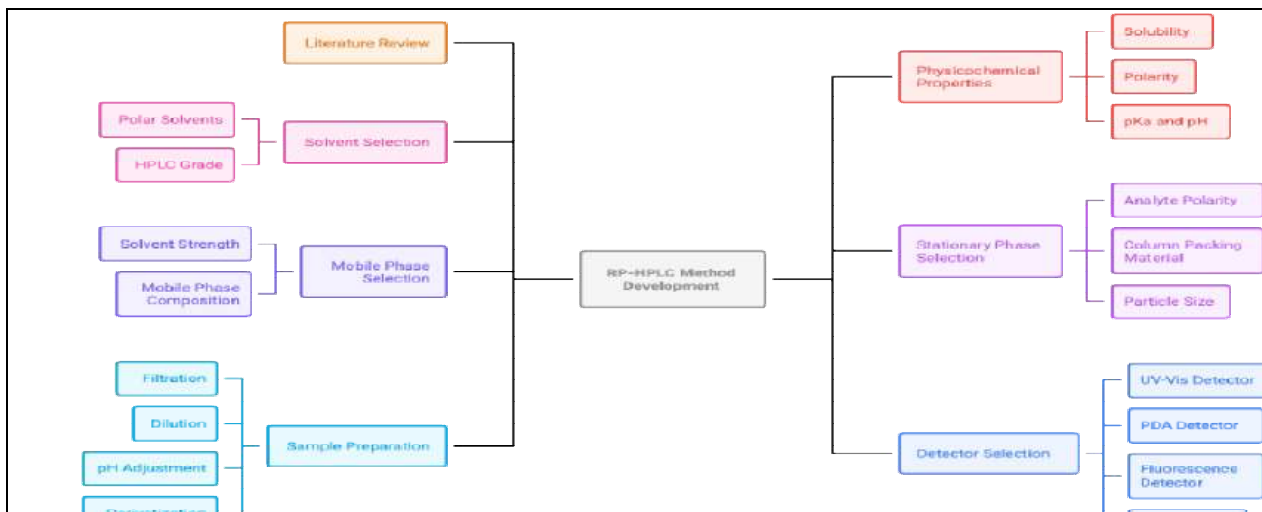 Literature Review
Polar Solvents
HPLC Grade
Solvent Selection
Solvent Strength
Mobile Phase
Composition
Mobile Phase
Selection
Filtration
Dilution
pH Adjustment
Sample Preparation
RP-HPLC Method
Development
Physicochemical
Properties
Solubility
Polarity
pKa and pH
Stationary Phase
Selection
Analyte Polarity
Column Packing
Material
Particle Size
Detector Selection
UV-Vis Detector
PDA Detector
Fluorescence
Detector